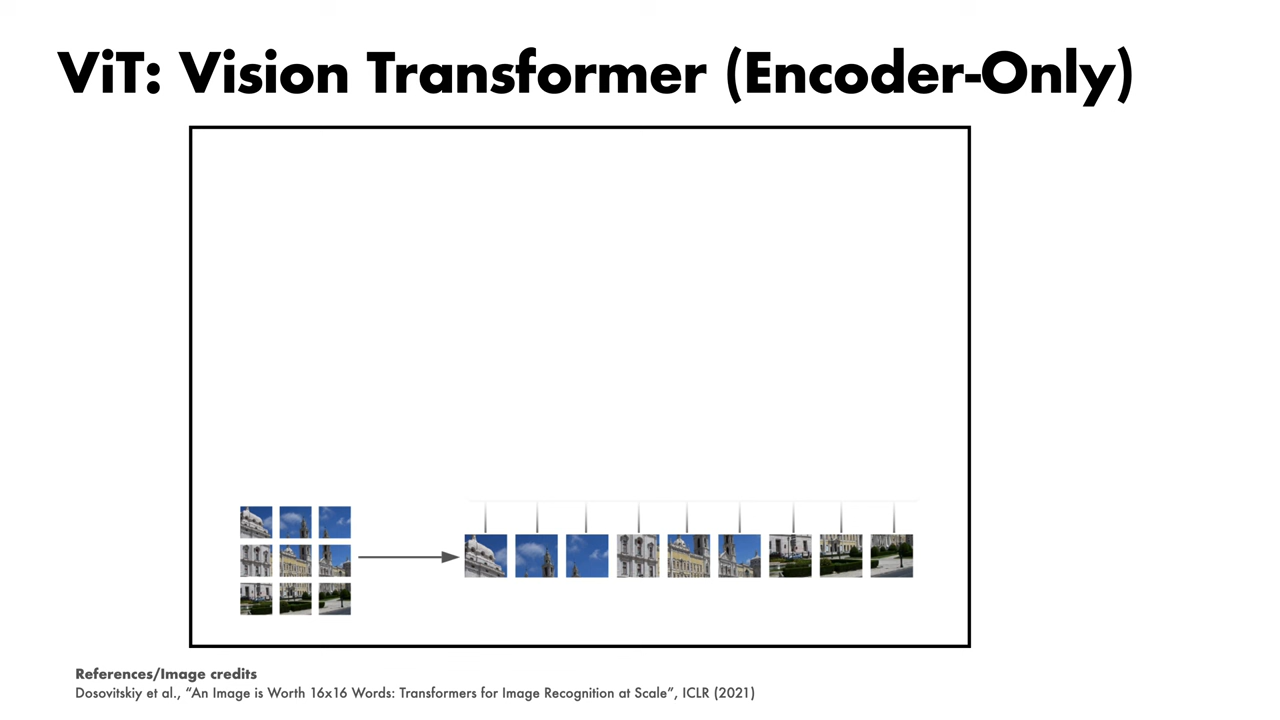 ViT: Vision Transformer (Encoder-Only)
References/Image credits
Dosovitskiy et al., “An Image is Worth 16x16 Words: Transformers for Image Recognition at Scale”, ICLR (2021)